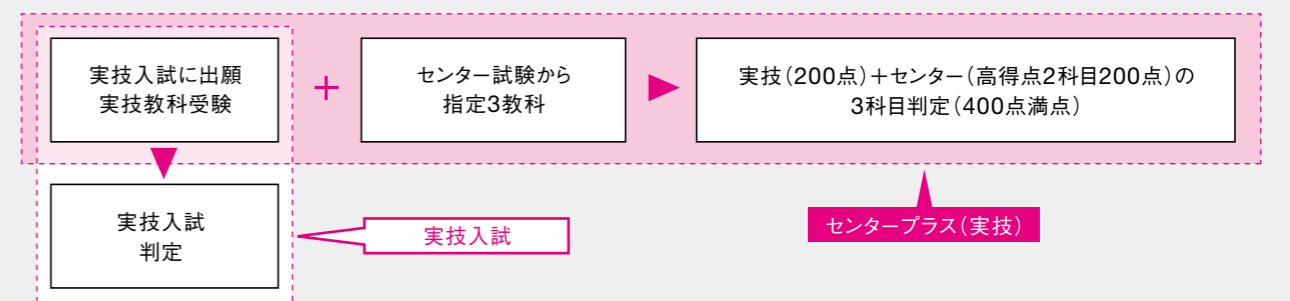 実技入試に出願
実技教科受験
+
センター試験から
指定3教科
実技(200点)+センター(高得点2科目200点)の
3科目判定(400点満点)
実技入試
判定
実技入試
センタープラス(実技)